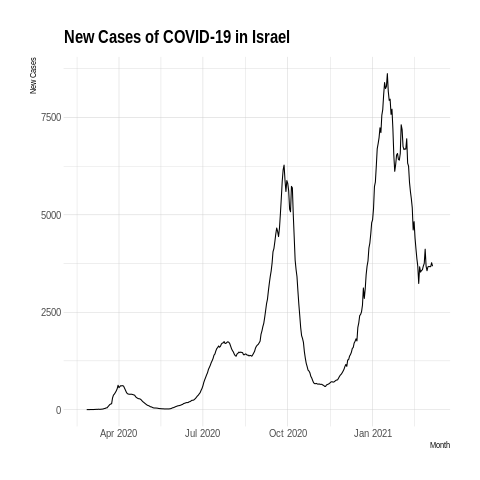 New Cases of COVID-19 in Israel
New Cases
7500
5000
2500
0
Apr 2020 Jul 2020 Oct 2020 Jan 2021
Month